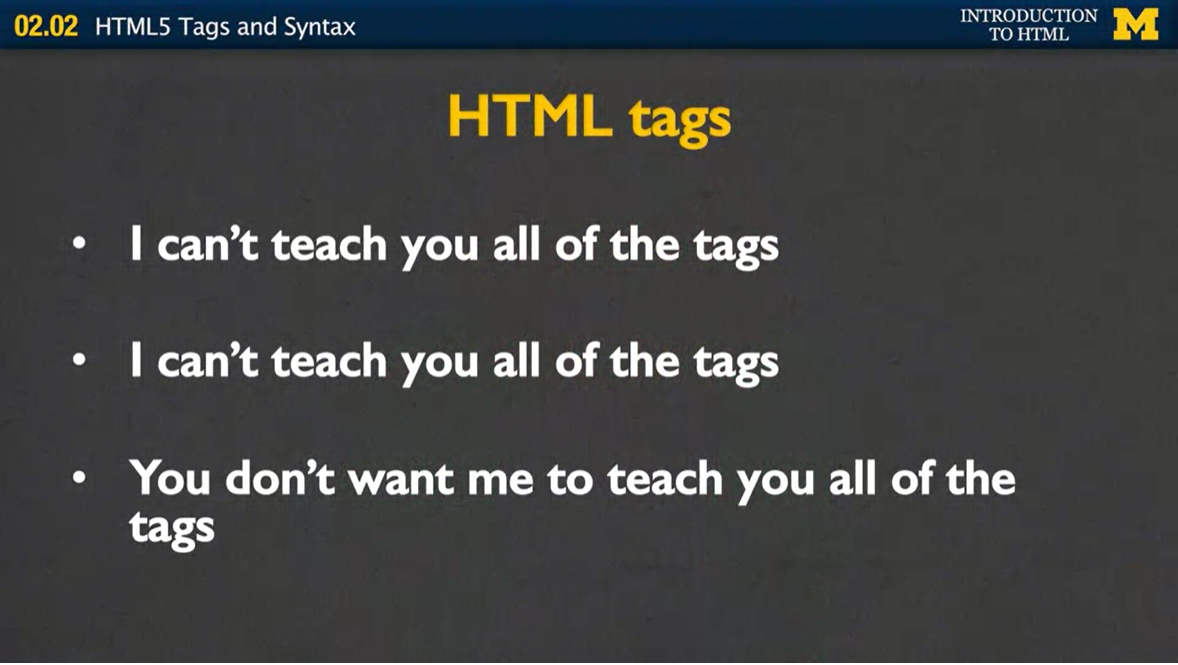 02.02 HTML5 Tags and Syntax
INTRODUCTION
TO HTML
M
HTML tags
• I can’t teach you all of the tags
• I can’t teach you all of the tags
• You don’t want me to teach you all of the
tags